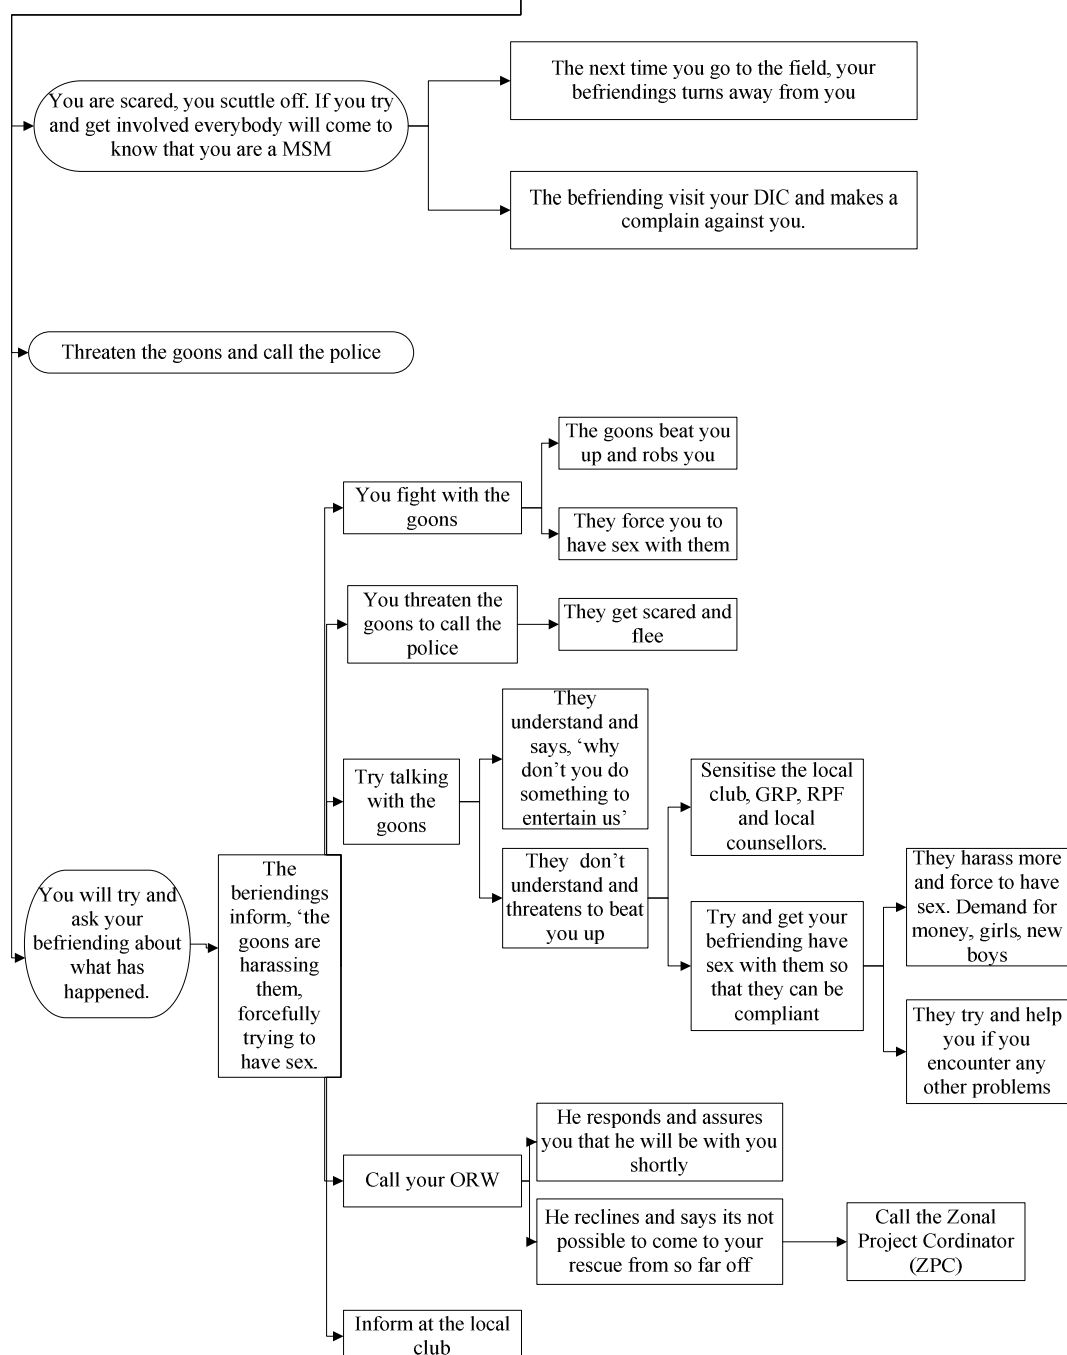 The next time you go to the field, your
befriendings turns away from you
You are scared, you scuttle off. If you try
and get involved everybody will come to
know that you are a MSM
The befriending visit your DIC and makes a
complain against you.
Threaten the goons and call the police
The goons beat you
up and robs you
You fight with the
goons
They force you to
have sex with them
You threaten the
goons to call the
police
They get scared and
flee
They
understand and
says, ‘why
don’t you do
something to
entertain us’
Try talking
with the
goons
Sensitise the local
club, GRP, RPF
and local
counsellors.
They don’t
understand and
threatens to beat
you up
They harass more
and force to have
sex. Demand for
money, girls, new
boys
You will try and
ask your
befriending about
what has
happened.
The
beriendings
inform, ‘the
goons are
harassing
them,
forcefully
trying to
have sex.
Try and get your
befriending have
sex with them so
that they can be
compliant
They try and help
you if you
encounter any
other problems
He responds and assures
you that he will be with you
shortly
Call your ORW
He reclines and says its not
possible to come to your
rescue from so far off
Call the Zonal
Project Cordinator
(ZPC)
Inform at the local
club